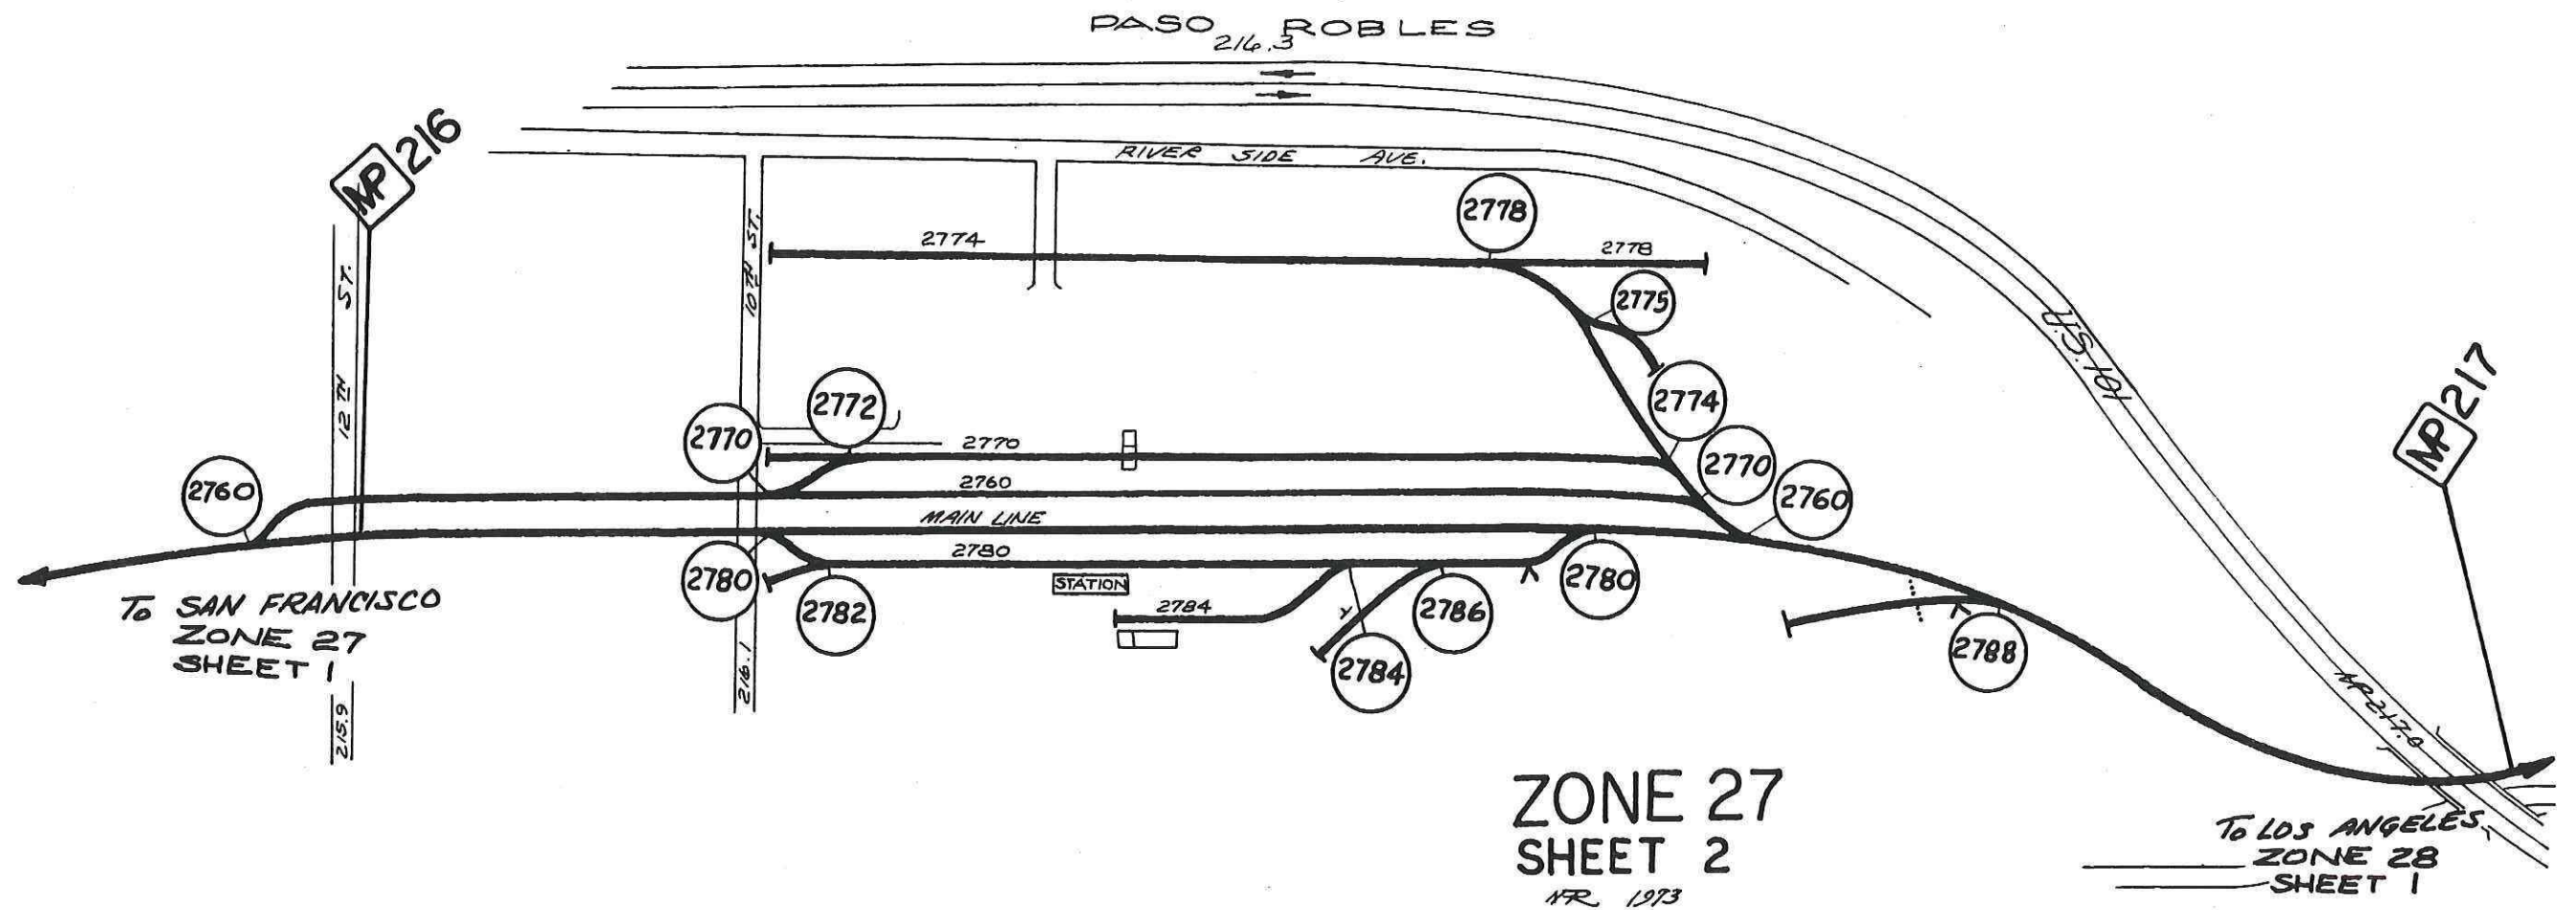 PASO ROBLES
216.3
MP 216
RIVER SIDE AVE.
2778
2774
2778
10TH ST.
12TH ST.
2775
U.S. 101
2772
2774
MP 217
2770
2770
2770
2760
2760
2760
MAIN LINE
2780
2780
2780
STATION
2782
2784
2786
2784
2788
TO SAN FRANCISCO
ZONE 27
SHEET 1
215.9
216.1
MP 217.0
ZONE 27
SHEET 2
1973
TO LOS ANGELES
ZONE 28
SHEET 1